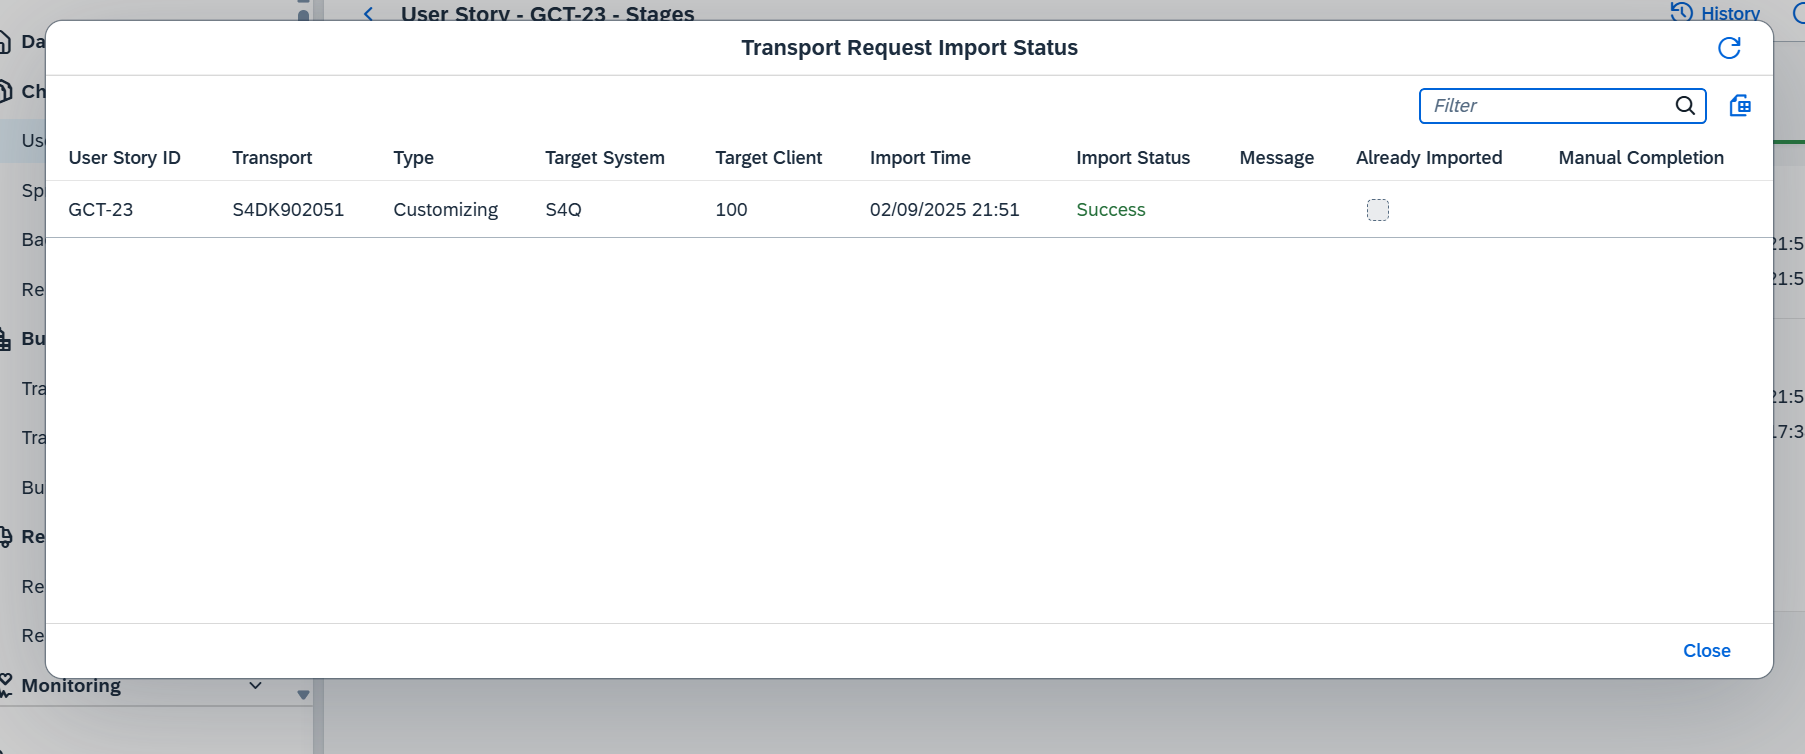 User Story - GCT-23 - Stages
History
Transport Request Import Status
Filter
User Story ID Transport Type Target System Target Client Import Time Import Status Message Already Imported Manual Completion
GCT-23 S4DK902051 Customizing S4Q 100 02/09/2025 21:51 Success
Close
Da
Ch
Us
Sp
Ba
Re
Bu
Tra
Tra
Bu
Re
Re
Re
Monitoring
21:5
21:5
21:5
17:3